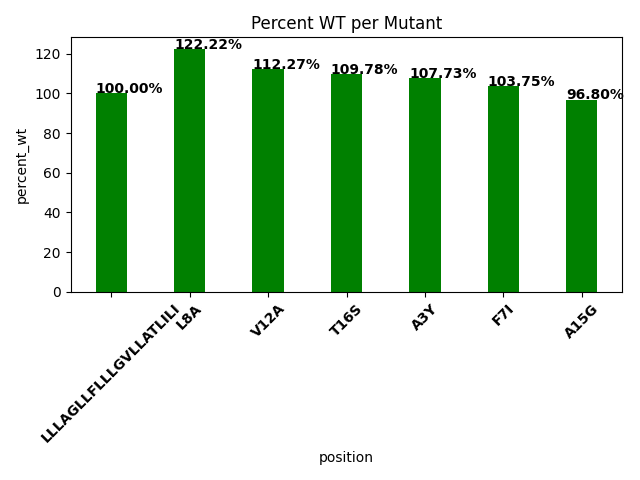 Percent WT per Mutant
percent_wt
120
100
80
60
40
20
0
100.00%
122.22%
112.27%
109.78%
107.73%
103.75%
96.80%
LLLAGLLFLLLGVLLATLILI
L8A
V12A
T16S
A3Y
F7I
A15G
position